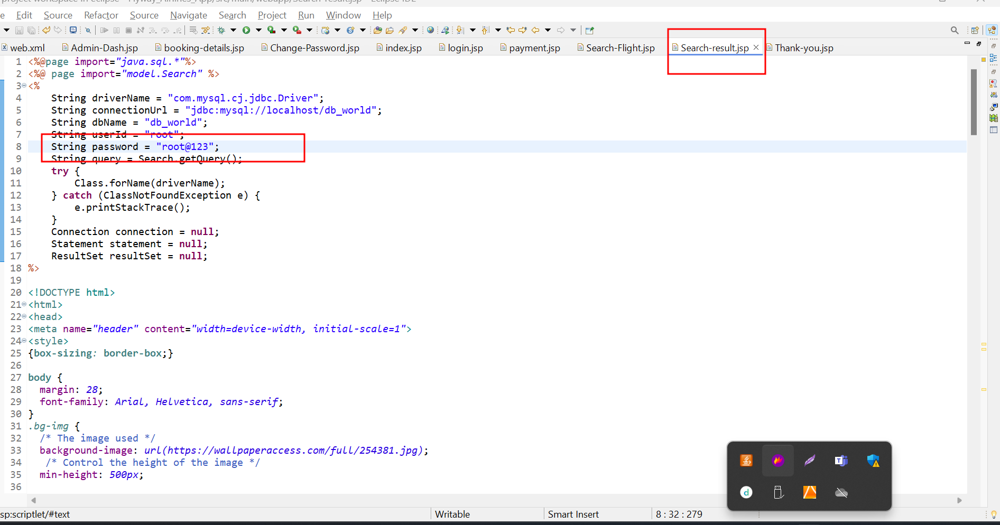 project workspace in eclipse - Myway_Airlines_App/src/main/webapp/Search-result.jsp - Eclipse IDE
e Edit Source Refactor Source Navigate Search Project Run Window Help
web.xml Admin-Dash.jsp booking-details.jsp Change-Password.jsp index.jsp login.jsp payment.jsp Search-Flight.jsp Search-result.jsp Thank-you.jsp
1 <%@page import="java.sql.*"%>
2 <%@ page import="model.Search" %>
3 <%
4 String driverName = "com.mysql.cj.jdbc.Driver";
5 String connectionUrl = "jdbc:mysql://localhost/db_world";
6 String dbName = "db_world";
7 String userId = "root";
8 String password = "root@123";
9 String query = Search.getQuery();
10 try {
11 Class.forName(driverName);
12 } catch (ClassNotFoundException e) {
13 e.printStackTrace();
14 }
15 Connection connection = null;
16 Statement statement = null;
17 ResultSet resultSet = null;
18 %>
19
20 <!DOCTYPE html>
21 <html>
22 <head>
23 <meta name="header" content="width=device-width, initial-scale=1">
24 <style>
25 {box-sizing: border-box;}
26
27 body {
28 margin: 28;
29 font-family: Arial, Helvetica, sans-serif;
30 }
31 .bg-img {
32 /* The image used */
33 background-image: url(https://wallpaperaccess.com/full/254381.jpg);
34 /* Control the height of the image */
35 min-height: 500px;
36
sp:scriptlet/#text Writable Smart Insert 8 : 32 : 279